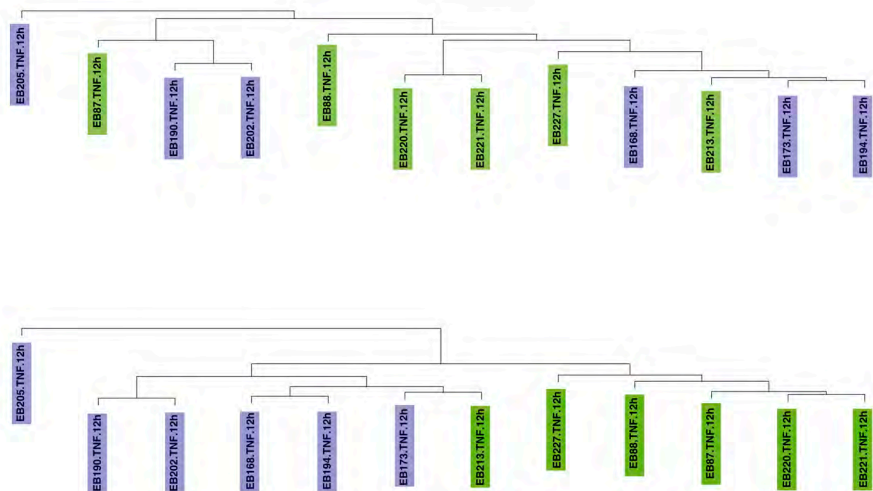 EB205.TNF.12h
EB87.TNF.12h
EB190.TNF.12h
EB202.TNF.12h
EB88.TNF.12h
EB220.TNF.12h
EB221.TNF.12h
EB227.TNF.12h
EB168.TNF.12h
EB213.TNF.12h
EB173.TNF.12h
EB194.TNF.12h
EB205.TNF.12h
EB190.TNF.12h
EB202.TNF.12h
EB168.TNF.12h
EB194.TNF.12h
EB173.TNF.12h
EB213.TNF.12h
EB227.TNF.12h
EB88.TNF.12h
EB87.TNF.12h
EB220.TNF.12h
EB221.TNF.12h